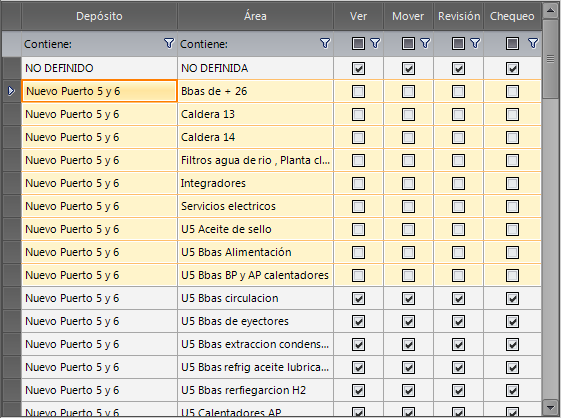 Depósito Área Ver Mover Revisión Chequeo
Contiene: Contiene:
NO DEFINIDO NO DEFINIDA
Nuevo Puerto 5 y 6 Bbas de + 26
Nuevo Puerto 5 y 6 Caldera 13
Nuevo Puerto 5 y 6 Caldera 14
Nuevo Puerto 5 y 6 Filtros agua de rio , Planta cl...
Nuevo Puerto 5 y 6 Integradores
Nuevo Puerto 5 y 6 Servicios electricos
Nuevo Puerto 5 y 6 U5 Aceite de sello
Nuevo Puerto 5 y 6 U5 Bbas Alimentación
Nuevo Puerto 5 y 6 U5 Bbas BP y AP calentadores
Nuevo Puerto 5 y 6 U5 Bbas circulacion
Nuevo Puerto 5 y 6 U5 Bbas de eyectores
Nuevo Puerto 5 y 6 U5 Bbas extraccion condens...
Nuevo Puerto 5 y 6 U5 Bbas refrig aceite lubrica...
Nuevo Puerto 5 y 6 U5 Bbas rerfiegarcion H2
Nuevo Puerto 5 y 6 U5 Calentadores AP